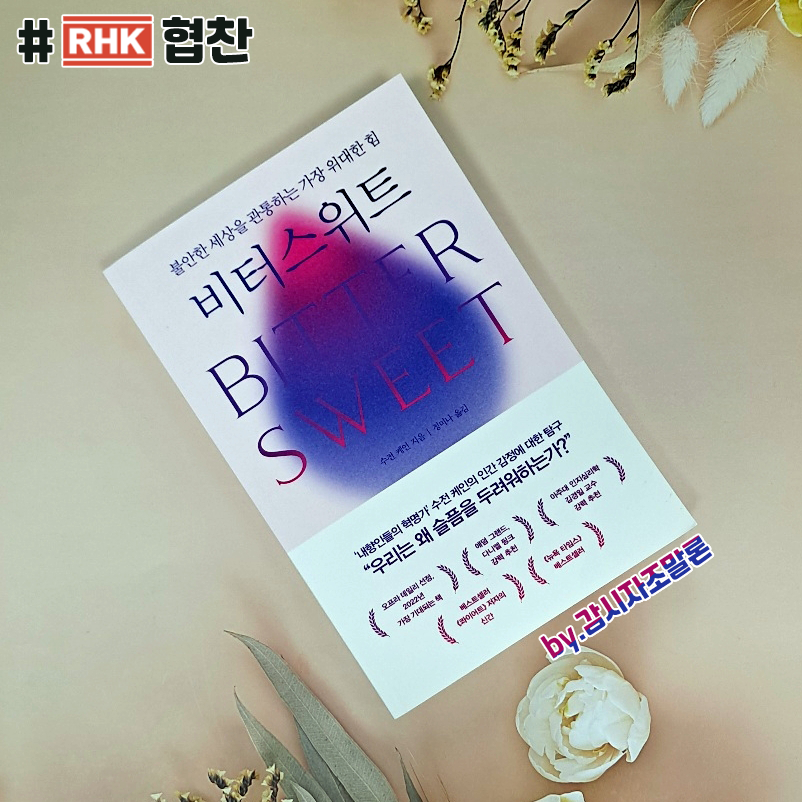 # RHK 협찬
불안한 세상을 관통하는 가장 위대한 힘
비터스위트
BITTER
SWEET
수전 케인 지음 | 정미나 옮김
‘내향인들의 혁명가’ 수전 케인의 인간 감정에 대한 탐구
“우리는 왜 슬픔을 두려워하는가?”
오프라 데일리 선정,
2022년
가장 기대되는 책
애덤 그랜트,
다니엘 핑크
강력 추천
아주대 인지심리학
김경일 교수
강력 추천
베스트셀러
《콰이어트》 저자의
신간
《뉴욕 타임스》
베스트셀러
by.감시자조말론